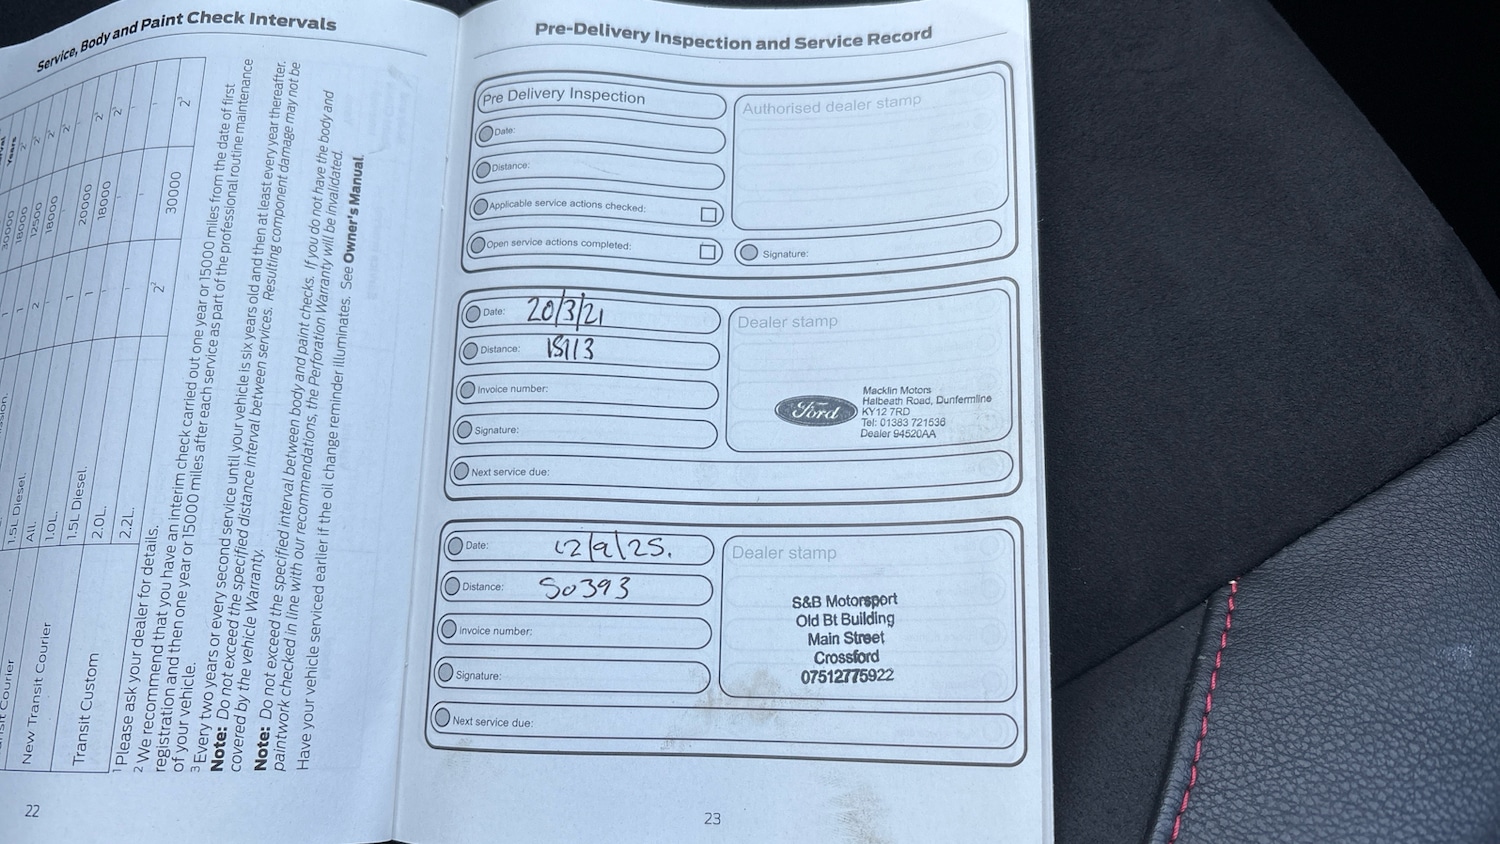 Service, Body and Paint Check Intervals
Years
30000
18000
12500
18000
20000
18000
30000
1.5L Diesel.
All.
1.0L.
1.5L Diesel.
2.0L.
2.2L.
New Transit Courier
Transit Custom
1 Please ask your dealer for details.
2 We recommend that you have an interim check carried out one year or 15000 miles from the date of first
registration and then one year or 15000 miles after each service as part of the professional routine maintenance
of your vehicle.
3 Every two years or every second service until your vehicle is six years old and then at least every year thereafter.
Note: Do not exceed the specified distance interval between services. Resulting component damage may not be
covered by the vehicle Warranty.
Note: Do not exceed the specified interval between body and paint checks. If you do not have the body and
paintwork checked in line with our recommendations, the Perforation Warranty will be invalidated.
Have your vehicle serviced earlier if the oil change reminder illuminates. See Owner's Manual.
22
Pre-Delivery Inspection and Service Record
Pre Delivery Inspection
Date:
Distance:
Applicable service actions checked:
Open service actions completed:
Authorised dealer stamp
Signature:
Date: 20/3/21
Distance: 15113
Invoice number:
Signature:
Next service due:
Dealer stamp
Ford
Macklin Motors
Halbeath Road, Dunfermline
KY12 7RD
Tel: 01383 721536
Dealer 94520AA
Date: 12/9/25.
Distance: 50393
Invoice number:
Signature:
Next service due:
Dealer stamp
S&B Motorsport
Old Bt Building
Main Street
Crossford
07512775922
23